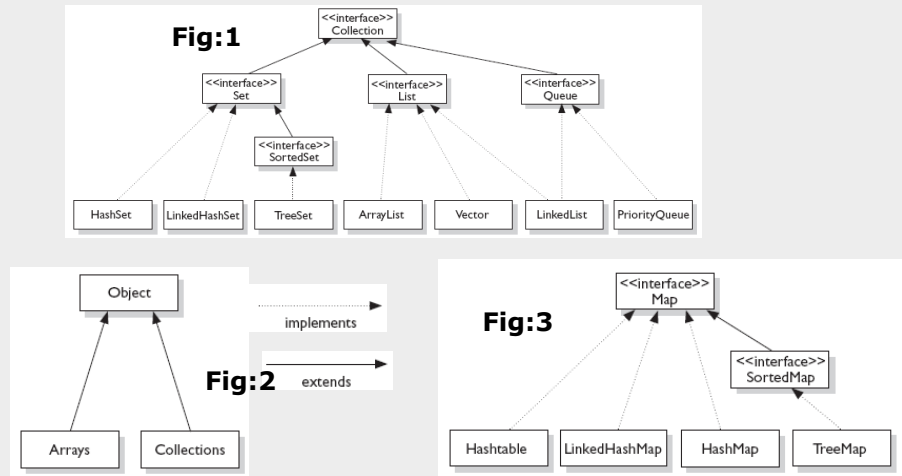 Fig:1
<<interface>>
Collection
<<interface>>
Set
<<interface>>
List
<<interface>>
Queue
<<interface>>
SortedSet
HashSet
LinkedHashSet
TreeSet
ArrayList
Vector
LinkedList
PriorityQueue
Object
implements
Fig:2
extends
Arrays
Collections
Fig:3
<<interface>>
Map
<<interface>>
SortedMap
Hashtable
LinkedHashMap
HashMap
TreeMap